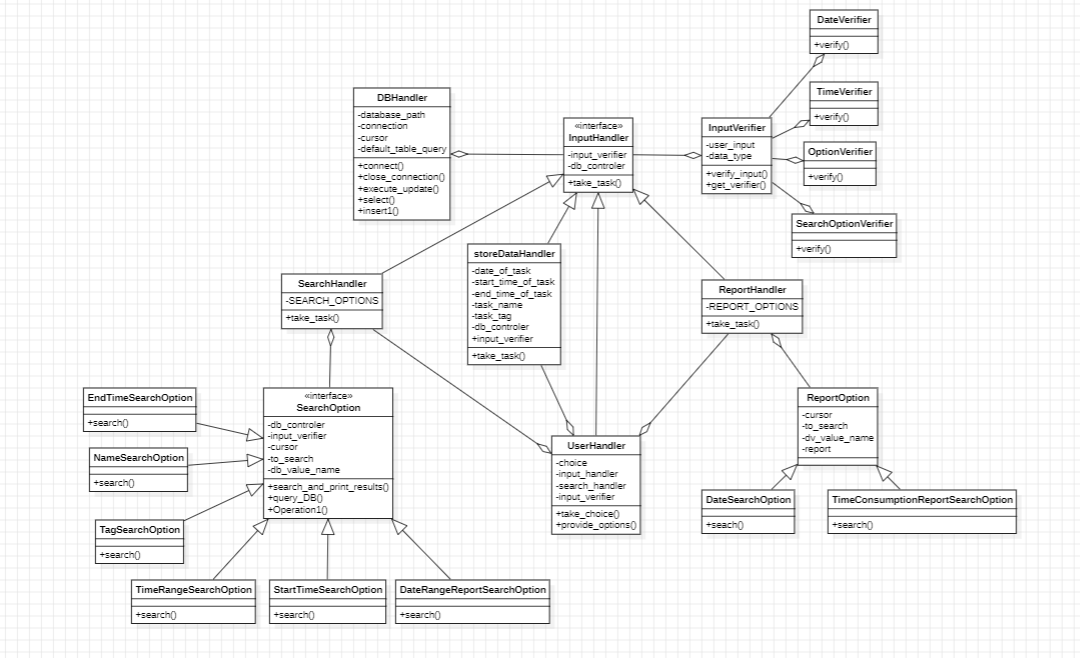 DateVerifier
+verify()
TimeVerifier
+verify()
DBHandler
-database_path
-connection
-cursor
-default_table_query
+connect()
+close_connection()
+execute_update()
+select()
+insert1()
«interface»
InputHandler
-input_verifier
-db_controler
+take_task()
InputVerifier
-user_input
-data_type
+verify_input()
+get_verifier()
OptionVerifier
+verify()
SearchOptionVerifier
+verify()
storeDataHandler
-date_of_task
-start_time_of_task
-end_time_of_task
-task_name
-task_tag
-db_controler
+input_verifier
+take_task()
SearchHandler
-SEARCH_OPTIONS
+take_task()
ReportHandler
-REPORT_OPTIONS
+take_task()
EndTimeSearchOption
+search()
«interface»
SearchOption
-db_controler
-input_verifier
-cursor
-to_search
-db_value_name
+search_and_print_results()
+query_DB()
+Operation1()
ReportOption
-cursor
-to_search
-dv_value_name
-report
NameSearchOption
+search()
UserHandler
-choice
-input_handler
-search_handler
-input_verifier
+take_choice()
+provide_options()
DateSearchOption
+seach()
TimeConsumptionReportSearchOption
+search()
TagSearchOption
+search()
TimeRangeSearchOption
+search()
StartTimeSearchOption
+search()
DateRangeReportSearchOption
+search()